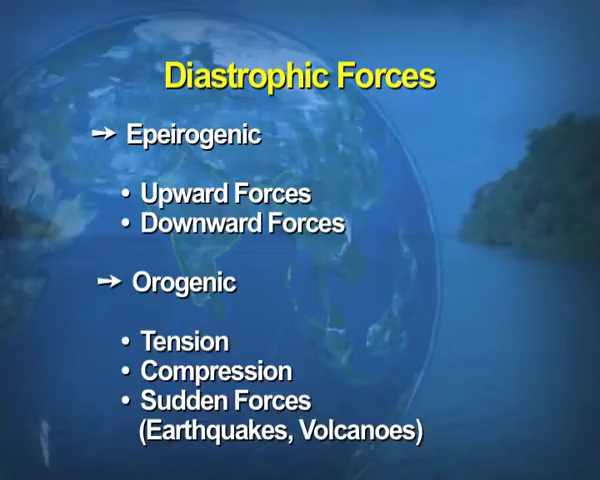 Diastrophic Forces
➙ Epeirogenic
• Upward Forces
• Downward Forces
➙ Orogenic
• Tension
• Compression
• Sudden Forces
(Earthquakes, Volcanoes)